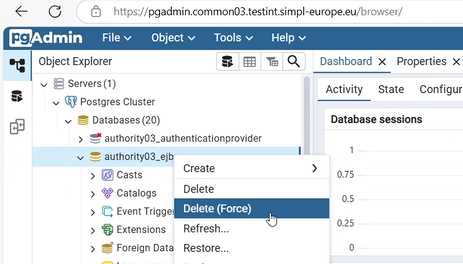 https://pgadmin.common03.testint.simpl-europe.eu/browser/
pgAdmin File Object Tools Help
Object Explorer
Dashboard Properties
Servers (1)
Activity State Configur
Postgres Cluster
Databases (20)
Database sessions
authority03_authenticationprovider
authority03_ejb
1
Create
Casts
0.75
Delete
Catalogs
Delete (Force)
0.5
Event Trigge
Refresh...
Extensions
0.25
Restore...
Foreign Data
0